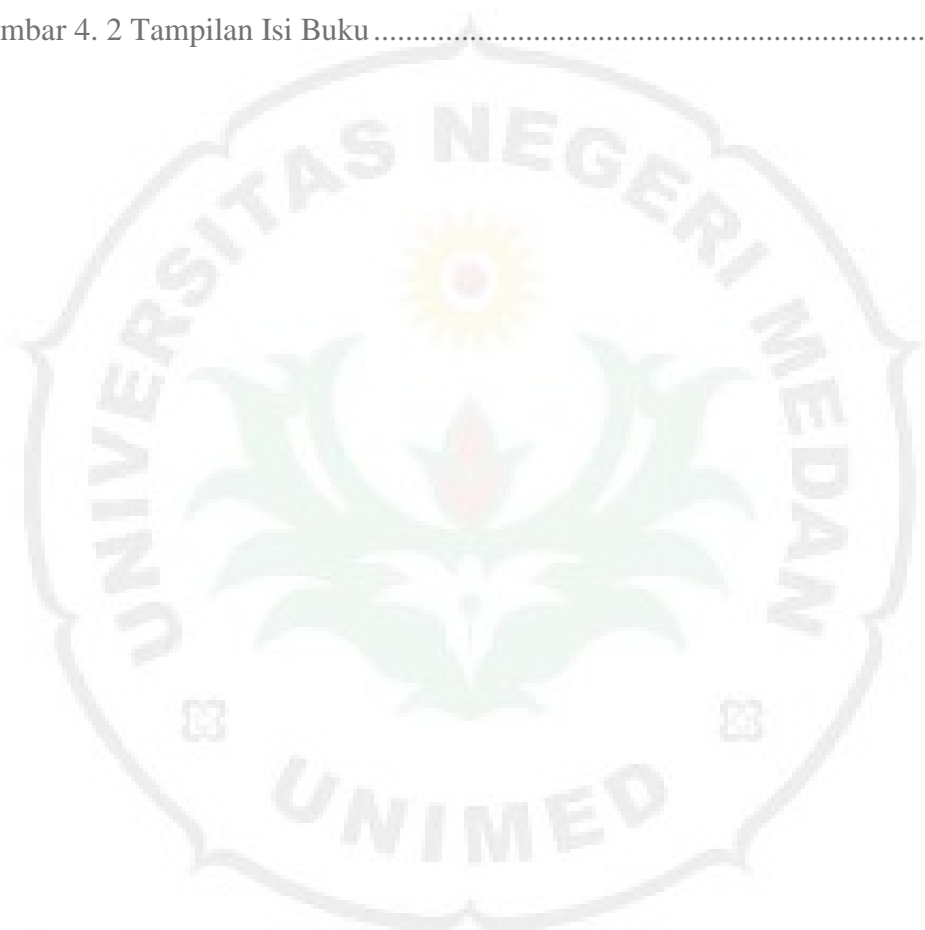 mbar 4. 2 Tampilan Isi Buku......................................................................
UNIVERSITAS NEGERI MEDAN
UNIMED